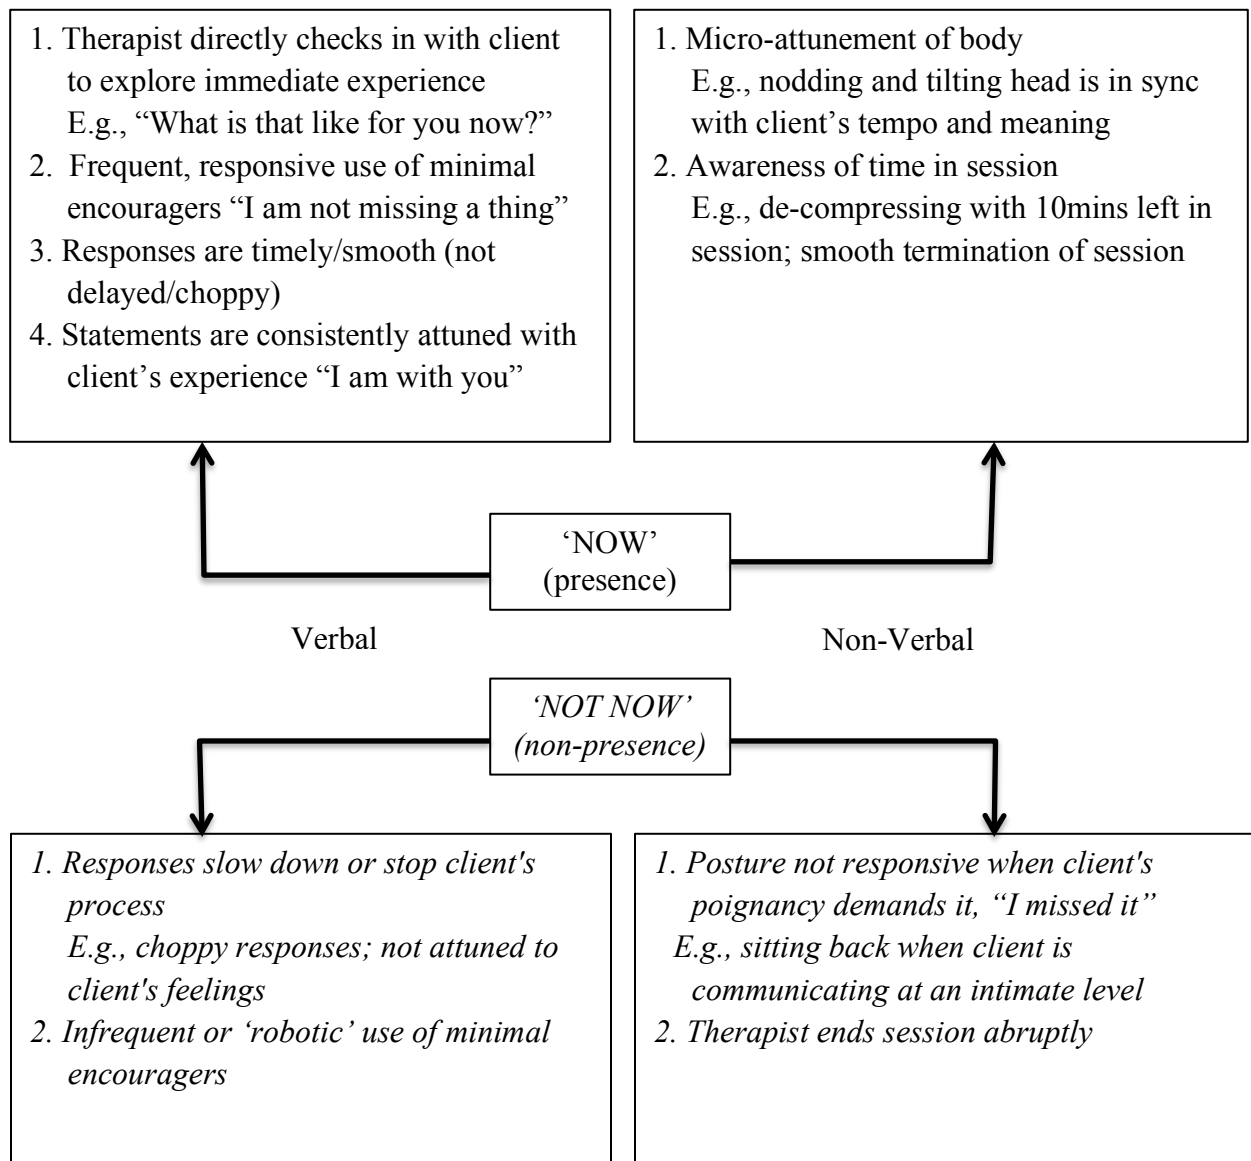 1. Therapist directly checks in with client
to explore immediate experience
E.g., “What is that like for you now?”
2. Frequent, responsive use of minimal
encouragers “I am not missing a thing”
3. Responses are timely/smooth (not
delayed/choppy)
4. Statements are consistently attuned with
client’s experience “I am with you”
1. Micro-attunement of body
E.g., nodding and tilting head is in sync
with client’s tempo and meaning
2. Awareness of time in session
E.g., de-compressing with 10mins left in
session; smooth termination of session
‘NOW’
(presence)
Verbal
Non-Verbal
‘NOT NOW’
(non-presence)
1. Responses slow down or stop client's
process
E.g., choppy responses; not attuned to
client's feelings
2. Infrequent or ‘robotic’ use of minimal
encouragers
1. Posture not responsive when client's
poignancy demands it, “I missed it”
E.g., sitting back when client is
communicating at an intimate level
2. Therapist ends session abruptly